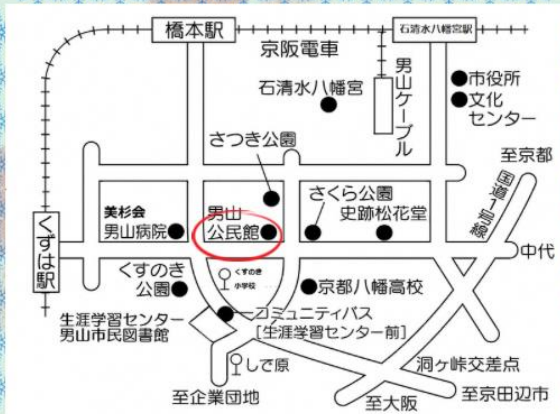 橋本駅
石清水八幡宮駅
京阪電車
石清水八幡宮
男山ケーブル
市役所
文化
センター
さつき公園
至京都
国道1号線
美杉会
男山病院
男山
公民館
さくら公園
史跡松花堂
くずは駅
中代
くすのき
公園
くすのき
小学校
京都八幡高校
コミュニティバス
[生涯学習センター前]
生涯学習センター
男山市民図書館
しで原
洞ヶ峠交差点
至企業団地
至大阪
至京田辺市